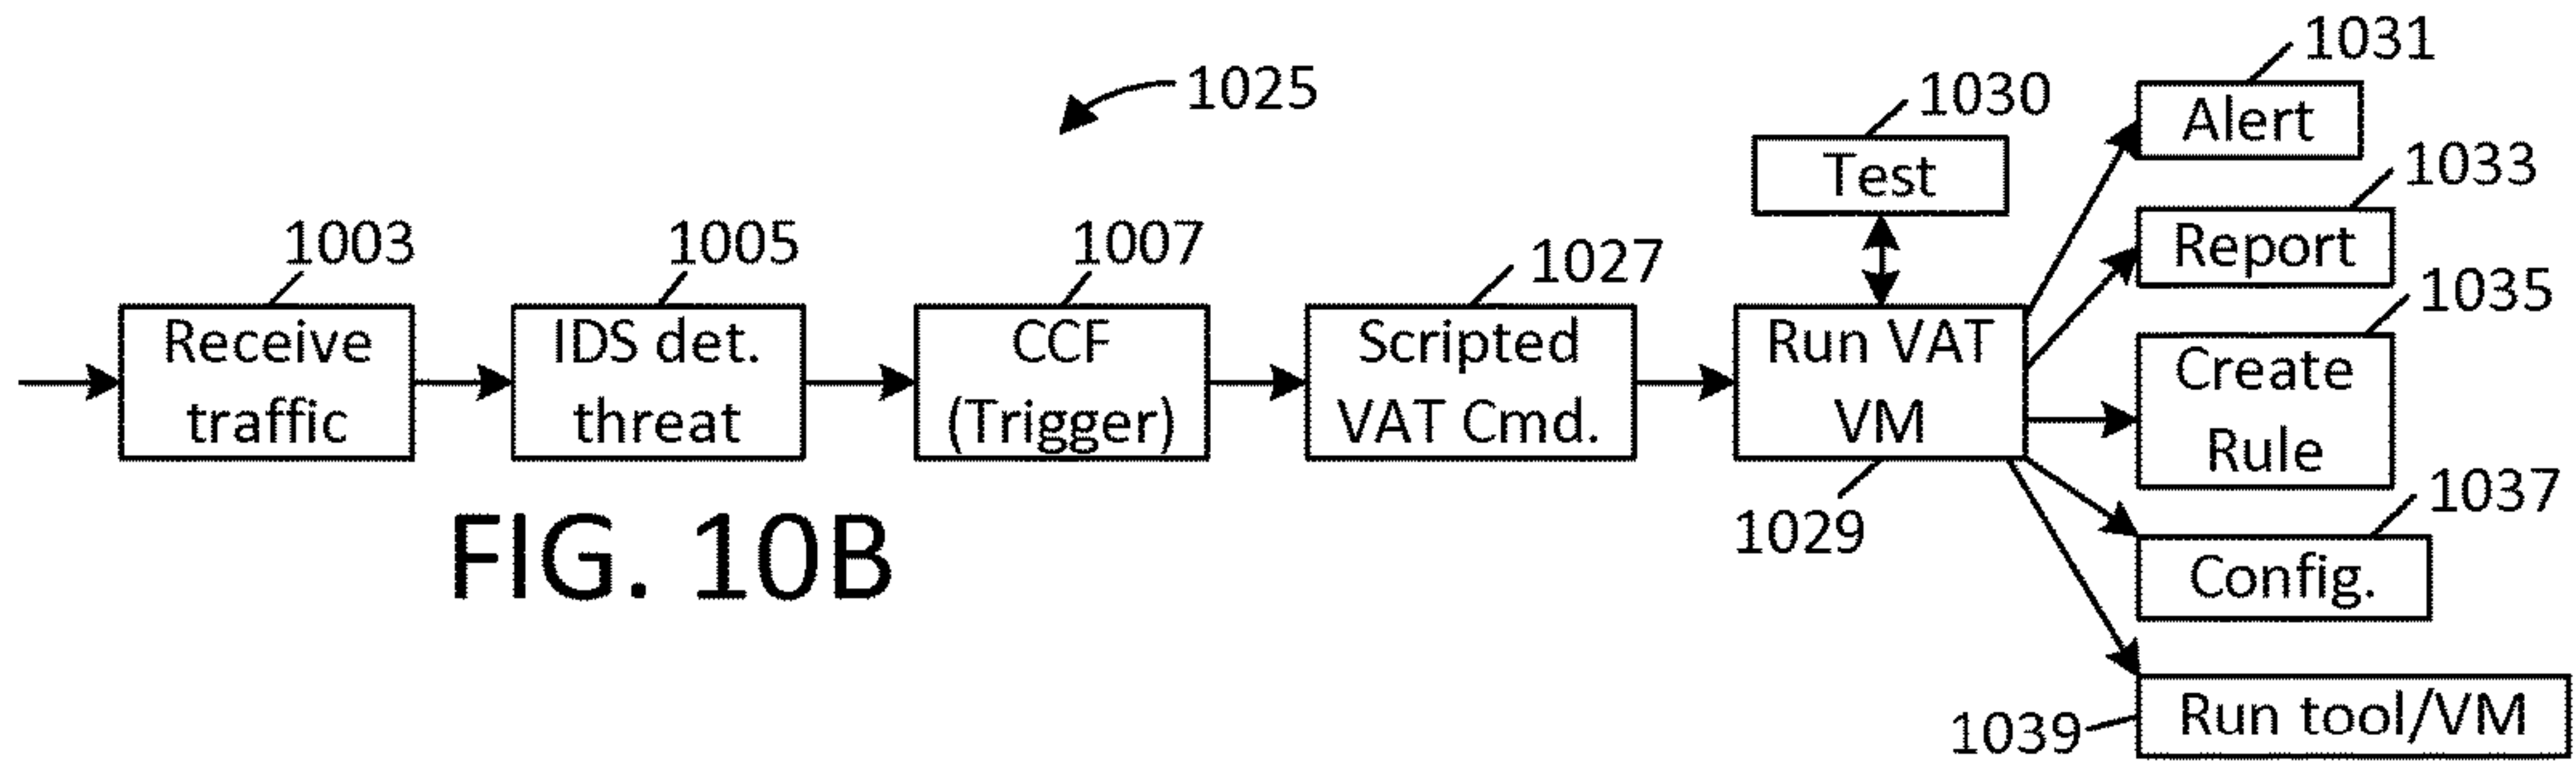 1031
1025
1030
Alert
Test
1033
1003
1005
1007
1027
Report
1035
Receive
traffic
IDS det.
threat
CCF
(Trigger)
Scripted
VAT Cmd.
Run VAT
VM
Create
Rule
1037
FIG. 10B
1029
Config.
1039
Run tool/VM